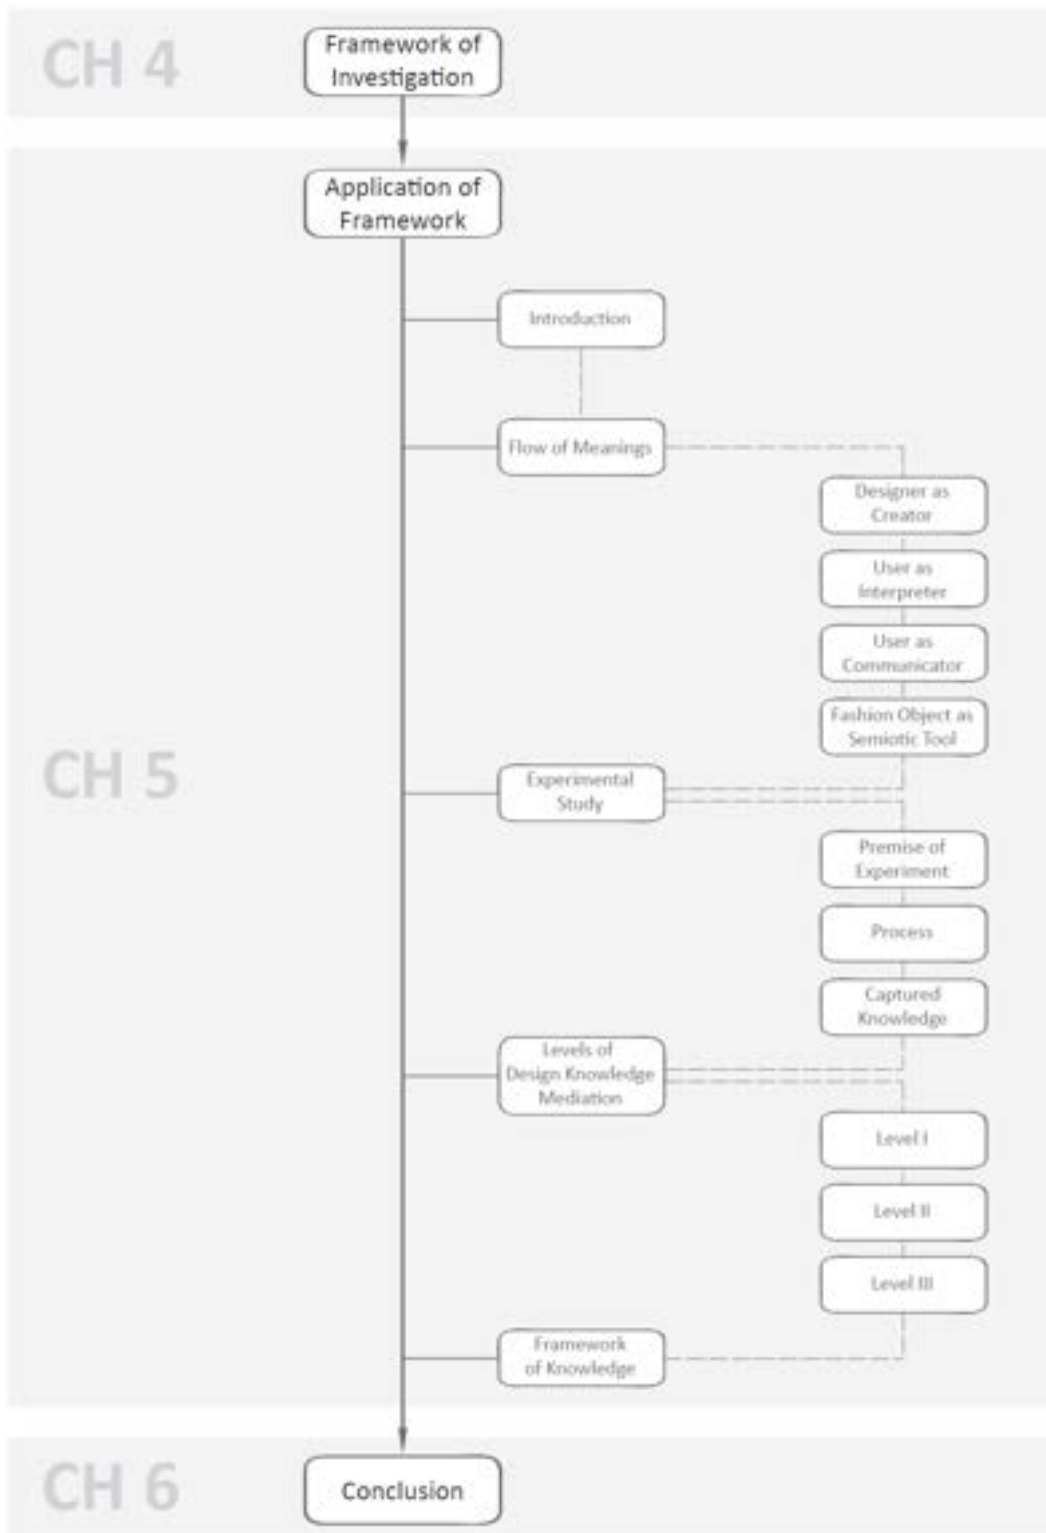 CH 4
Framework of
Investigation
Application of
Framework
Introduction
Flow of Meanings
Designer as
Creator
User as
Interpreter
User as
Communicator
Fashion Object as
Semiotic Tool
CH 5
Experimental
Study
Premise of
Experiment
Process
Captured
Knowledge
Levels of
Design Knowledge
Mediation
Level I
Level II
Level III
Framework
of Knowledge
CH 6
Conclusion